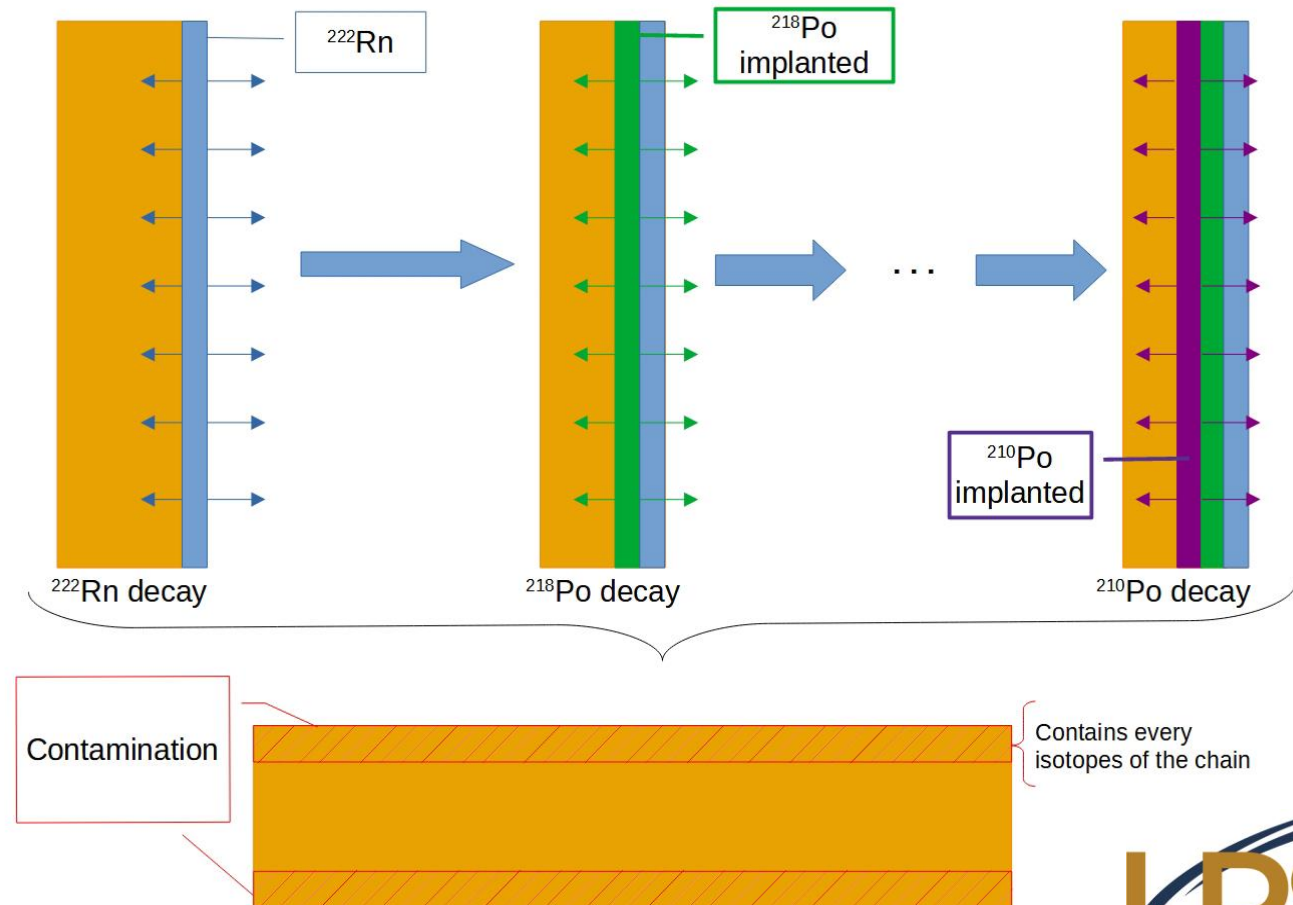 ²²²Rn
²¹⁸Po
implanted
. . .
²¹⁰Po
implanted
²²²Rn decay
²¹⁸Po decay
²¹⁰Po decay
Contamination
Contains every
isotopes of the chain